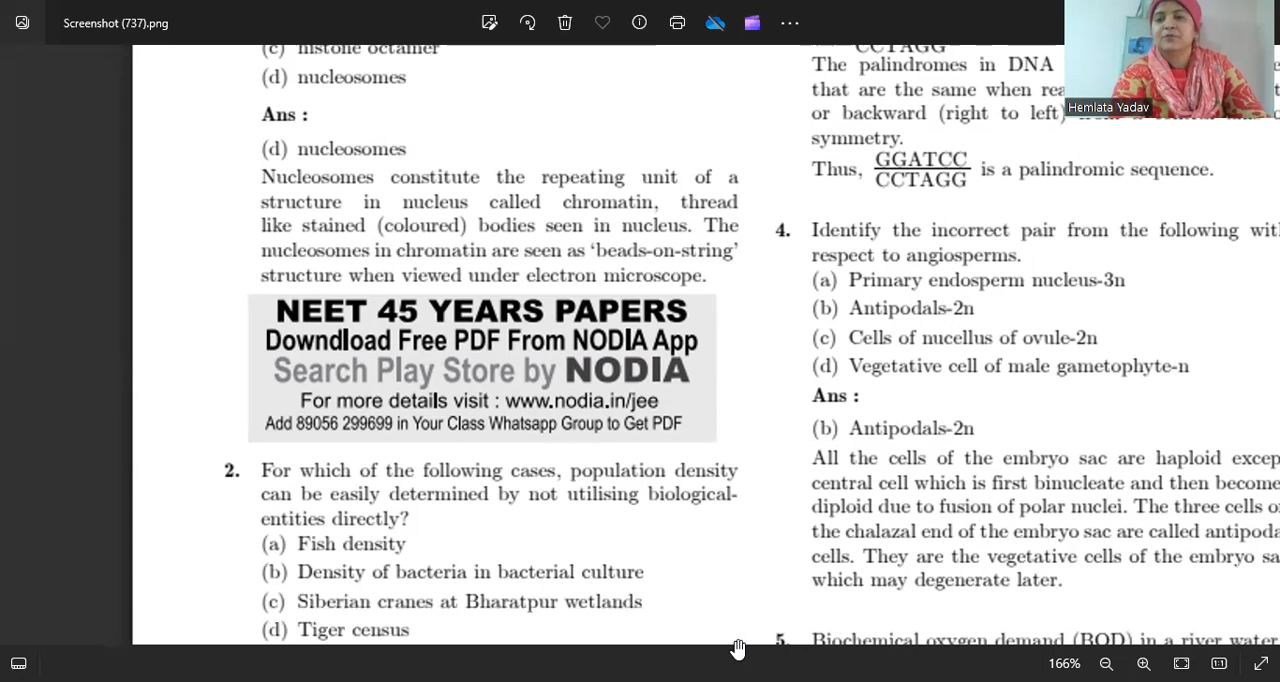 Screenshot (737).png
(c) histone octamer
(d) nucleosomes
Ans :
(d) nucleosomes
Nucleosomes constitute the repeating unit of a
structure in nucleus called chromatin, thread
like stained (coloured) bodies seen in nucleus. The
nucleosomes in chromatin are seen as ‘beads-on-string’
structure when viewed under electron microscope.
NEET 45 YEARS PAPERS
Downdload Free PDF From NODIA App
Search Play Store by NODIA
For more details visit : www.nodia.in/jee
Add 89056 299699 in Your Class Whatsapp Group to Get PDF
2. For which of the following cases, population density
can be easily determined by not utilising biological-
entities directly?
(a) Fish density
(b) Density of bacteria in bacterial culture
(c) Siberian cranes at Bharatpur wetlands
(d) Tiger census
CCTAGG
The palindromes in DNA
that are the same when rea
or backward (right to left)
symmetry.
Thus, GGATCC
CCTAGG is a palindromic sequence.
4. Identify the incorrect pair from the following with
respect to angiosperms.
(a) Primary endosperm nucleus-3n
(b) Antipodals-2n
(c) Cells of nucellus of ovule-2n
(d) Vegetative cell of male gametophyte-n
Ans :
(b) Antipodals-2n
All the cells of the embryo sac are haploid excep
central cell which is first binucleate and then become
diploid due to fusion of polar nuclei. The three cells o
the chalazal end of the embryo sac are called antipoda
cells. They are the vegetative cells of the embryo sa
which may degenerate later.
5. Biochemical oxygen demand (BOD) in a river water
Hemlata Yadav
166%